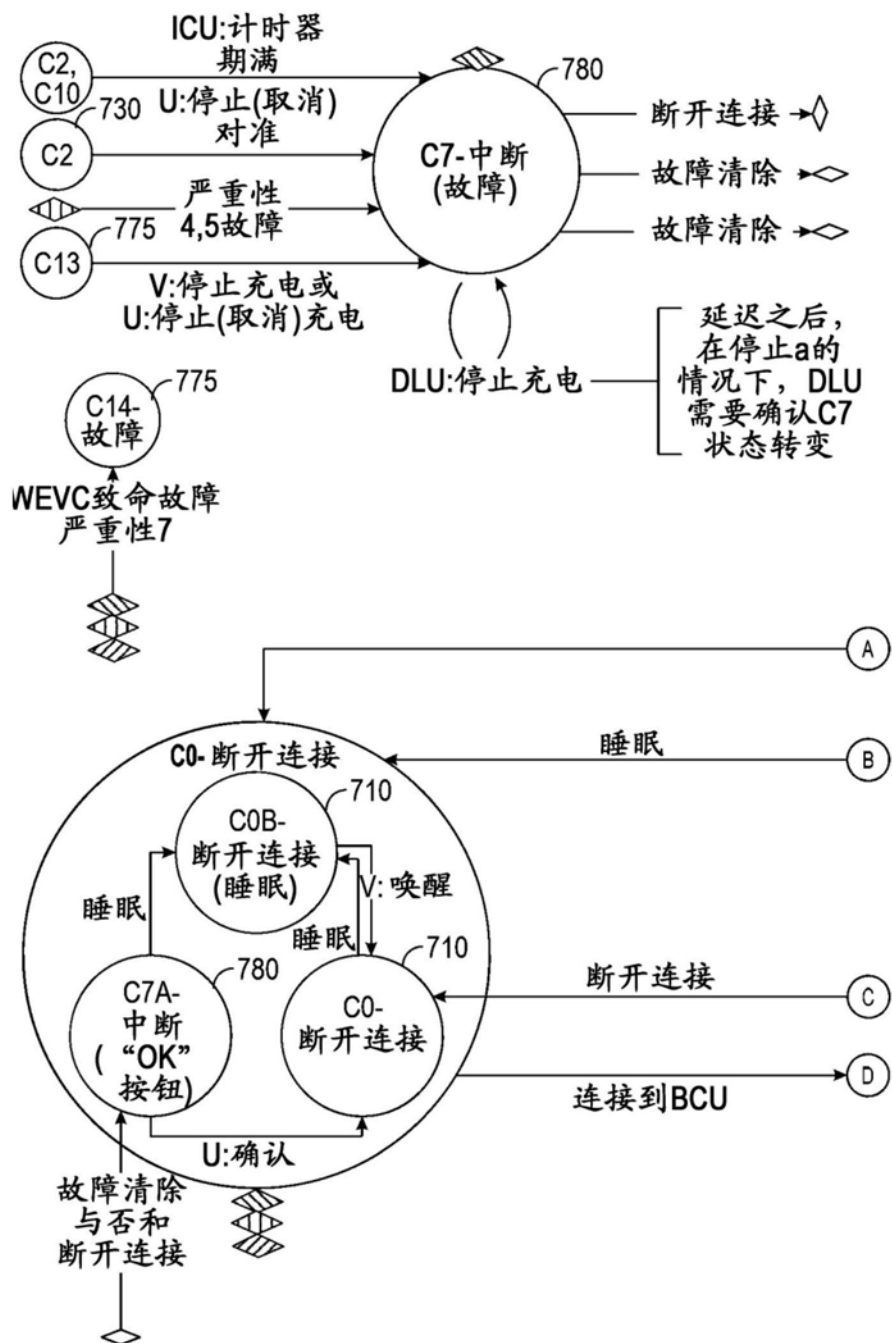 ICU:计时器
期满
C2,
C10
780
730
U:停止(取消)
对准
断开连接
C2
C7-中断
(故障)
故障清除
严重性
4,5故障
775
故障清除
C13
V:停止充电或
U:停止(取消)充电
DLU:停止充电
延迟之后,
在停止a的
情况下, DLU
需要确认C7
状态转变
775
C14-
故障
WEVC致命故障
严重性7
A
C0-断开连接
睡眠
B
710
C0B-
断开连接
(睡眠)
V:唤醒
睡眠
睡眠
780
710
C7A-
中断
( “OK”
按钮)
C0-
断开连接
断开连接
C
D
连接到BCU
U:确认
故障清除
与否和
断开连接